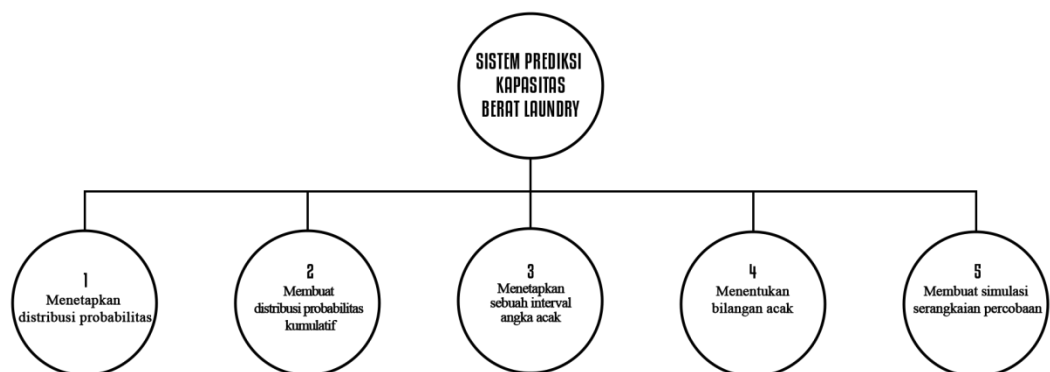 SISTEM PREDIKSI
KAPASITAS
BERAT LAUNDRY
1
Menetapkan
distribusi probabilitas
2
Membuat
distribusi probabilitas
kumulatif
3
Menetapkan
sebuah interval
angka acak
4
Menentukan
bilangan acak
5
Membuat simulasi
serangkaian percobaan